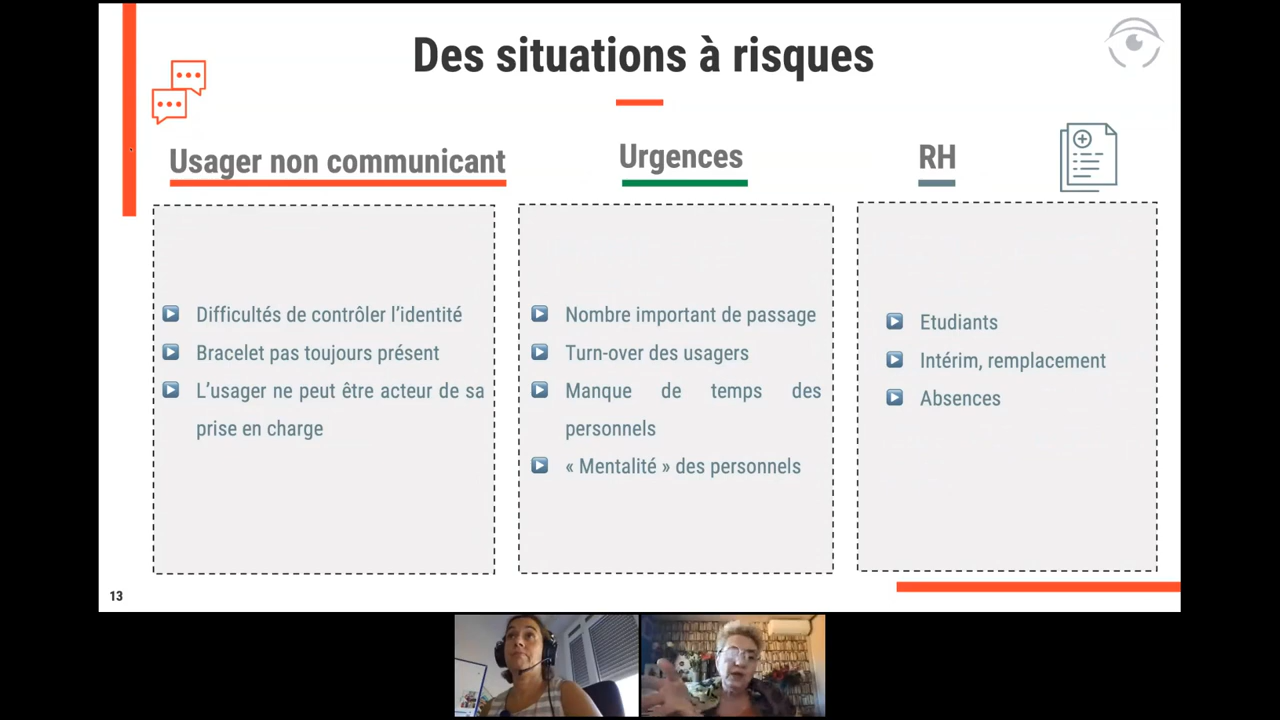 Des situations à risques
Usager non communicant
Difficultés de contrôler l’identité
Bracelet pas toujours présent
L’usager ne peut être acteur de sa
prise en charge
Urgences
Nombre important de passage
Turn-over des usagers
Manque de temps des
personnels
« Mentalité » des personnels
RH
Etudiants
Intérim, remplacement
Absences
13